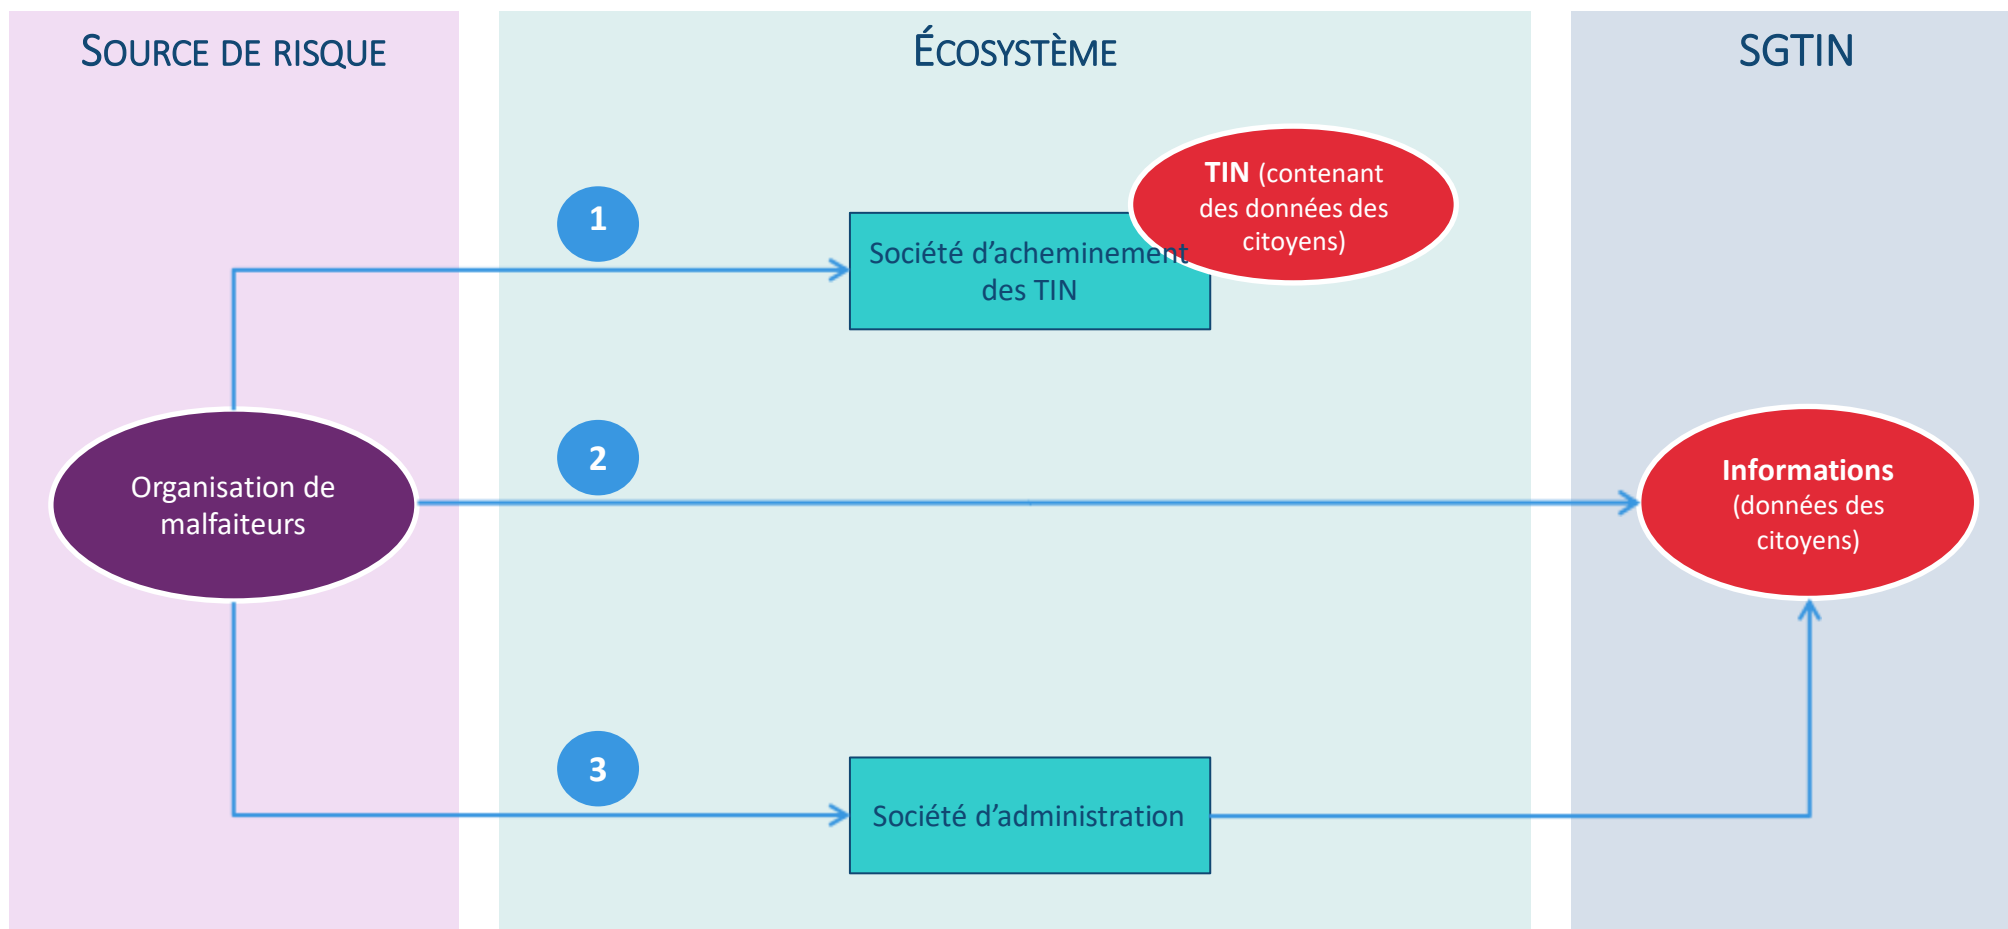 SOURCE DE RISQUE
ÉCOSYSTÈME
SGTIN
TIN (contenant
des données des
citoyens)
1
Société d’acheminement
des TIN
2
Organisation de
malfaiteurs
Informations
(données des
citoyens)
3
Société d’administration